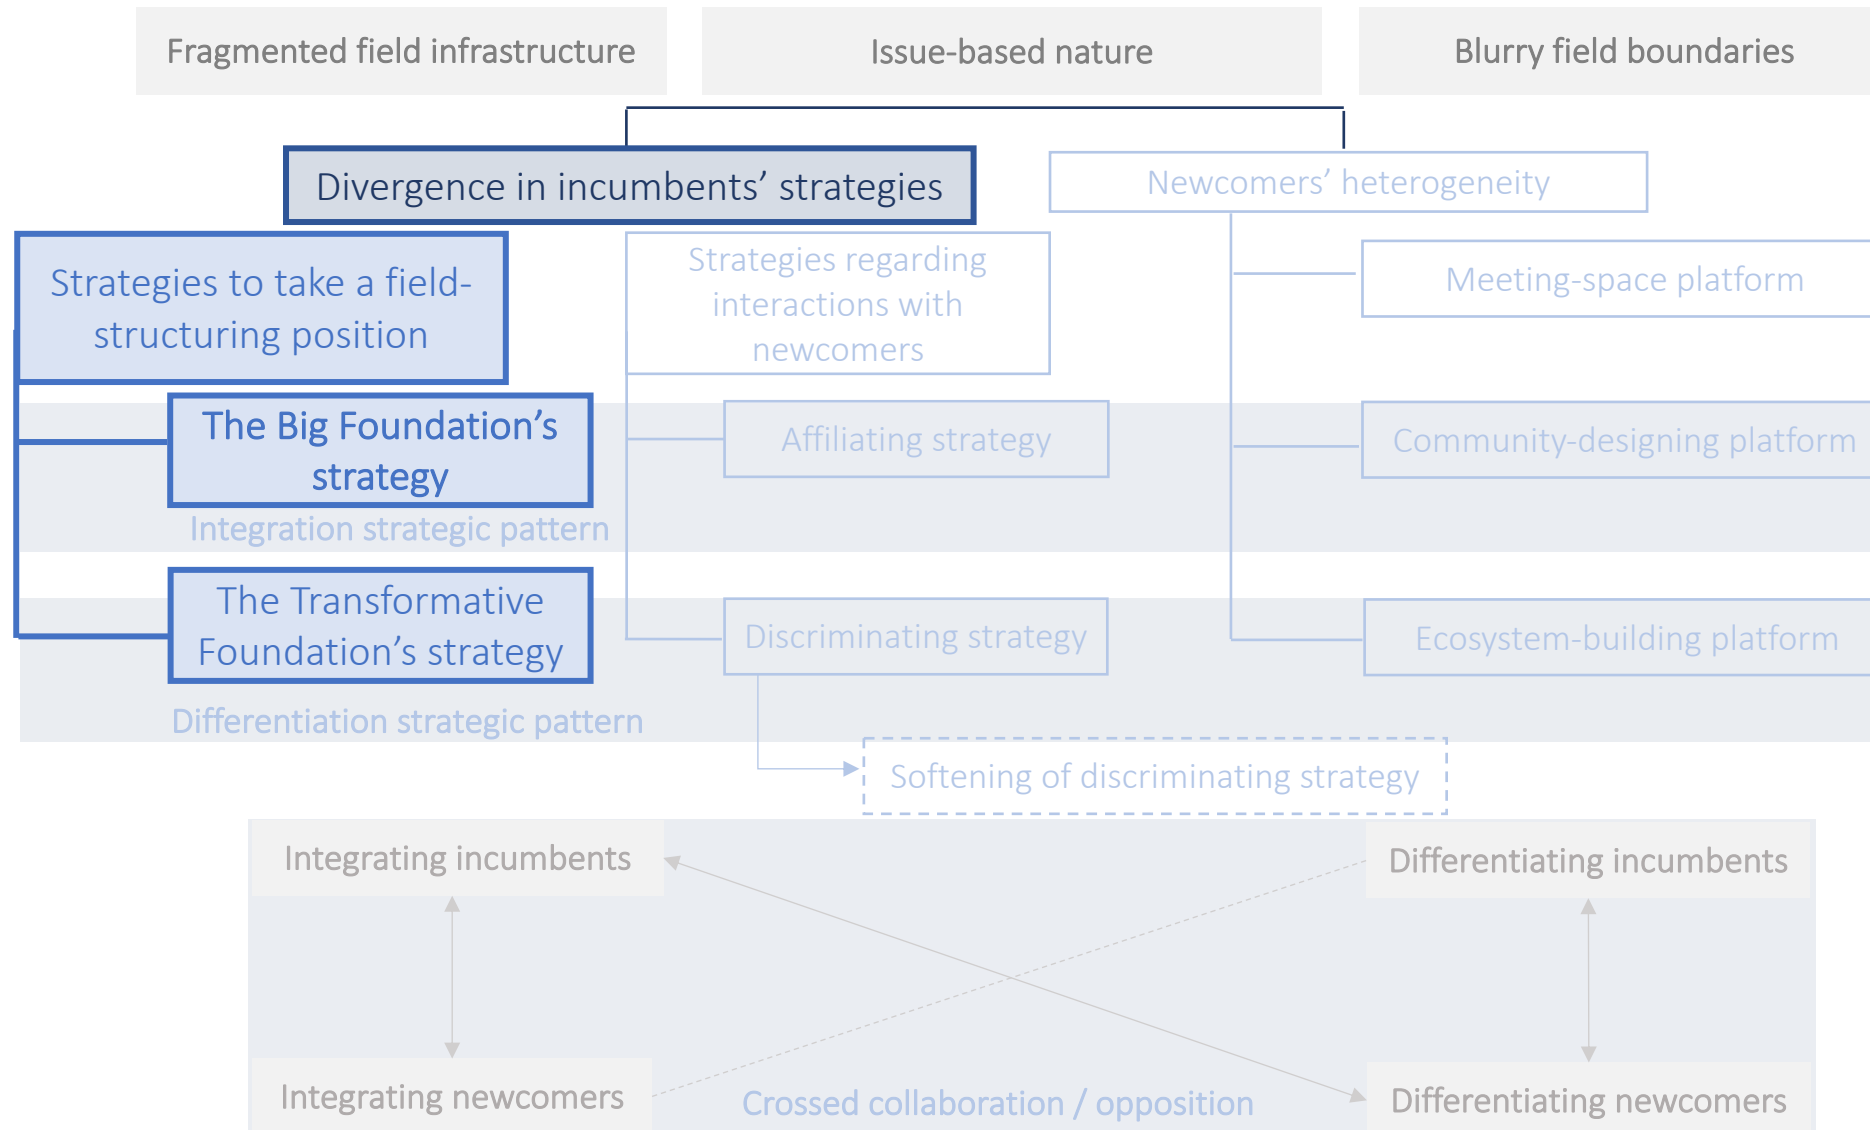 Fragmented field infrastructure
Issue-based nature
Blurry field boundaries
Divergence in incumbents’ strategies
Newcomers’ heterogeneity
Strategies to take a field-
structuring position
Strategies regarding
interactions with
newcomers
Meeting-space platform
The Big Foundation’s
strategy
Affiliating strategy
Community-designing platform
Integration strategic pattern
The Transformative
Foundation’s strategy
Discriminating strategy
Ecosystem-building platform
Differentiation strategic pattern
Softening of discriminating strategy
Integrating incumbents
Differentiating incumbents
Integrating newcomers
Crossed collaboration / opposition
Differentiating newcomers